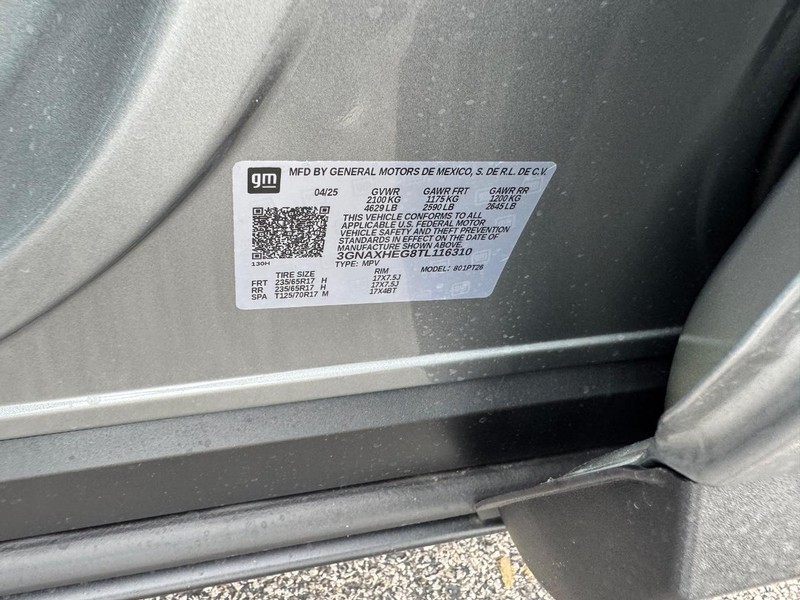 gm MFD BY GENERAL MOTORS DE MEXICO, S. DE R.L. DE C.V.
04/25 GVWR GAWR FRT GAWR RR
2100 KG 1175 KG 1200 KG
4629 LB 2590 LB 2645 LB
THIS VEHICLE CONFORMS TO ALL
APPLICABLE U.S. FEDERAL MOTOR
VEHICLE SAFETY AND THEFT PREVENTION
STANDARDS IN EFFECT ON THE DATE OF
MANUFACTURE SHOWN ABOVE.
3GNAXHEG8TL116310
130H TYPE: MPV MODEL: 801PT26
TIRE SIZE RIM
FRT 235/65R17 H 17X7.5J
RR 235/65R17 H 17X7.5J
SPA T125/70R17 M 17X4BT